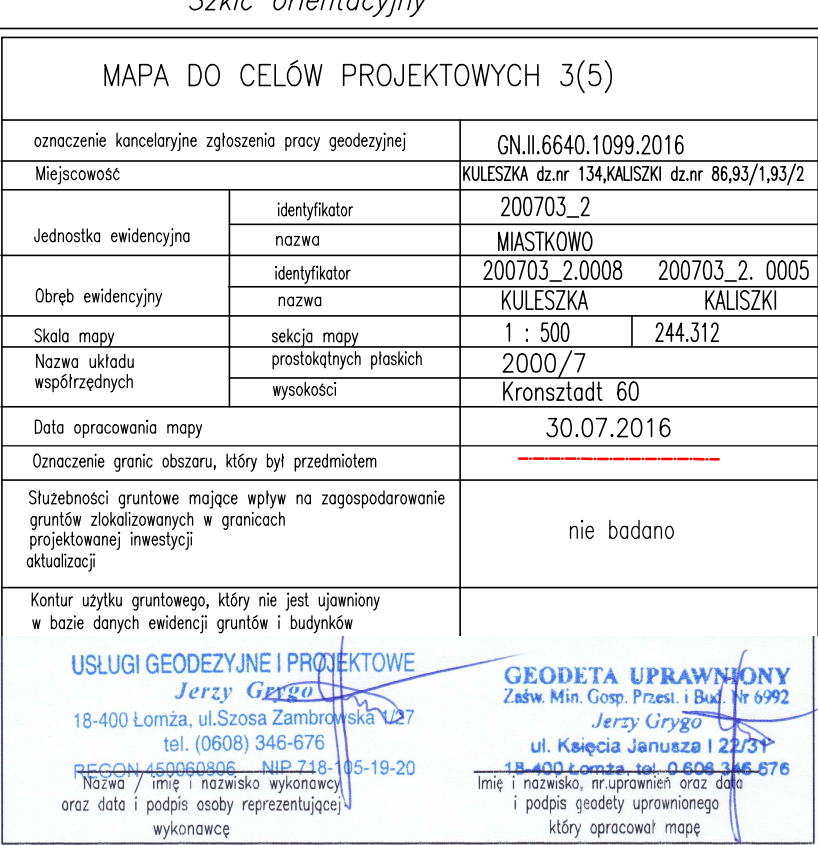 Szkic orientacyjny
MAPA DO CELÓW PROJEKTOWYCH 3(5)
oznaczenie kancelaryjne zgłoszenia pracy geodezyjnej GN.II.6640.1099.2016
Miejscowość KULESZKA dz.nr 134,KALISZKI dz.nr 86,93/1,93/2
Jednostka ewidencyjna
identyfikator 200703_2
nazwa MIASTKOWO
Obręb ewidencyjny
identyfikator 200703_2.0008 200703_2. 0005
nazwa KULESZKA KALISZKI
Skala mapy sekcja mapy 1 : 500 244.312
Nazwa układu
współrzędnych
prostokątnych płaskich 2000/7
wysokości Kronsztadt 60
Data opracowania mapy 30.07.2016
Oznaczenie granic obszaru, który był przedmiotem
Służebności gruntowe mające wpływ na zagospodarowanie
gruntów zlokalizowanych w granicach
projektowanej inwestycji
aktualizacji
nie badano
Kontur użytku gruntowego, który nie jest ujawniony
w bazie danych ewidencji gruntów i budynków
USŁUGI GEODEZYJNE I PROJEKTOWE
Jerzy Grygo
18-400 Łomża, ul.Szosa Zambrowska 1/27
tel. (0608) 346-676
REGON 450060806 NIP 718-105-19-20
Nazwa / imię i nazwisko wykonawcy
oraz data i podpis osoby reprezentującej
wykonawcę
GEODETA UPRAWNIONY
Zaśw. Min. Gosp. Przest. i Bud. Nr 6992
Jerzy Grygo
ul. Księcia Janusza I 22/31
18-400 Łomża, tel. 0 608 346 676
Imię i nazwisko, nr.uprawnień oraz data
i podpis geodety uprawnionego
który opracował mapę